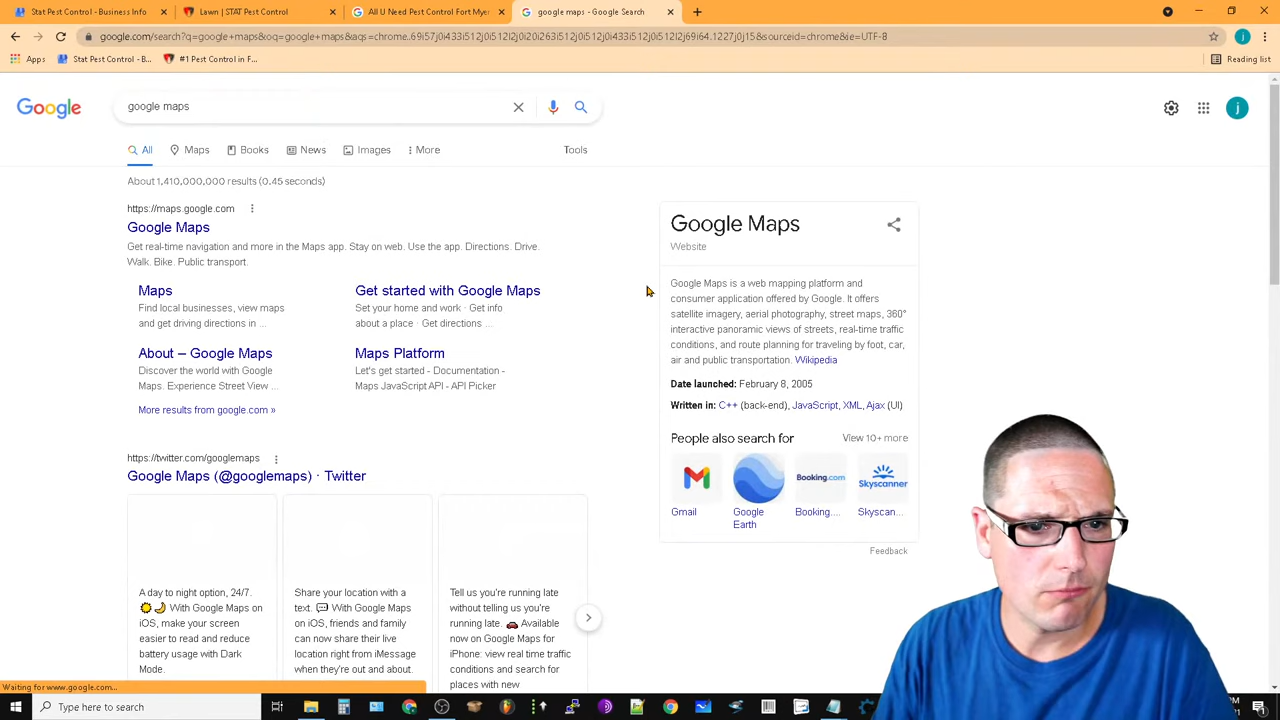 Stat Pest Control - Business Info
Lawn | STAT Pest Control
All U Need Pest Control Fort Myer
google maps - Google Search
google.com/search?q=google+maps&oq=google+maps&aqs=chrome..69i57j0i433i512j0i512j0i20i263i512j0i512j0i433i512j0i512j2j69i64.1227j0j15&sourceid=chrome&ie=UTF-8
j
Apps
Stat Pest Control - B...
#1 Pest Control in F...
Reading list
Google
google maps
j
All
Maps
Books
News
Images
More
Tools
About 1,410,000,000 results (0.45 seconds)
https://maps.google.com
Google Maps
Get real-time navigation and more in the Maps app. Stay on web. Use the app. Directions. Drive.
Walk. Bike. Public transport.
Maps
Find local businesses, view maps
and get driving directions in ...
Get started with Google Maps
Set your home and work · Get info
about a place · Get directions ...
About – Google Maps
Discover the world with Google
Maps. Experience Street View ...
Maps Platform
Let's get started - Documentation -
Maps JavaScript API - API Picker
More results from google.com »
https://twitter.com/googlemaps
Google Maps (@googlemaps) · Twitter
A day to night option, 24/7.
☀️🌙 With Google Maps on
iOS, make your screen
easier to read and reduce
battery usage with Dark
Mode.
Share your location with a
text. 💬 With Google Maps
on iOS, friends and family
can now share their live
location right from iMessage
when they're out and about.
Tell us you're running late
without telling us you're
running late. 🚗 Available
now on Google Maps for
iPhone: view real time traffic
conditions and search for
places with new
Google Maps
Website
Google Maps is a web mapping platform and
consumer application offered by Google. It offers
satellite imagery, aerial photography, street maps, 360°
interactive panoramic views of streets, real-time traffic
conditions, and route planning for traveling by foot, car,
air and public transportation. Wikipedia
Date launched: February 8, 2005
Written in: C++ (back-end), JavaScript, XML, Ajax (UI)
People also search for
View 10+ more
Booking.com
Skyscanner
Gmail
Google
Earth
Booking....
Skyscan...
Feedback
Waiting for www.google.com...
Type here to search